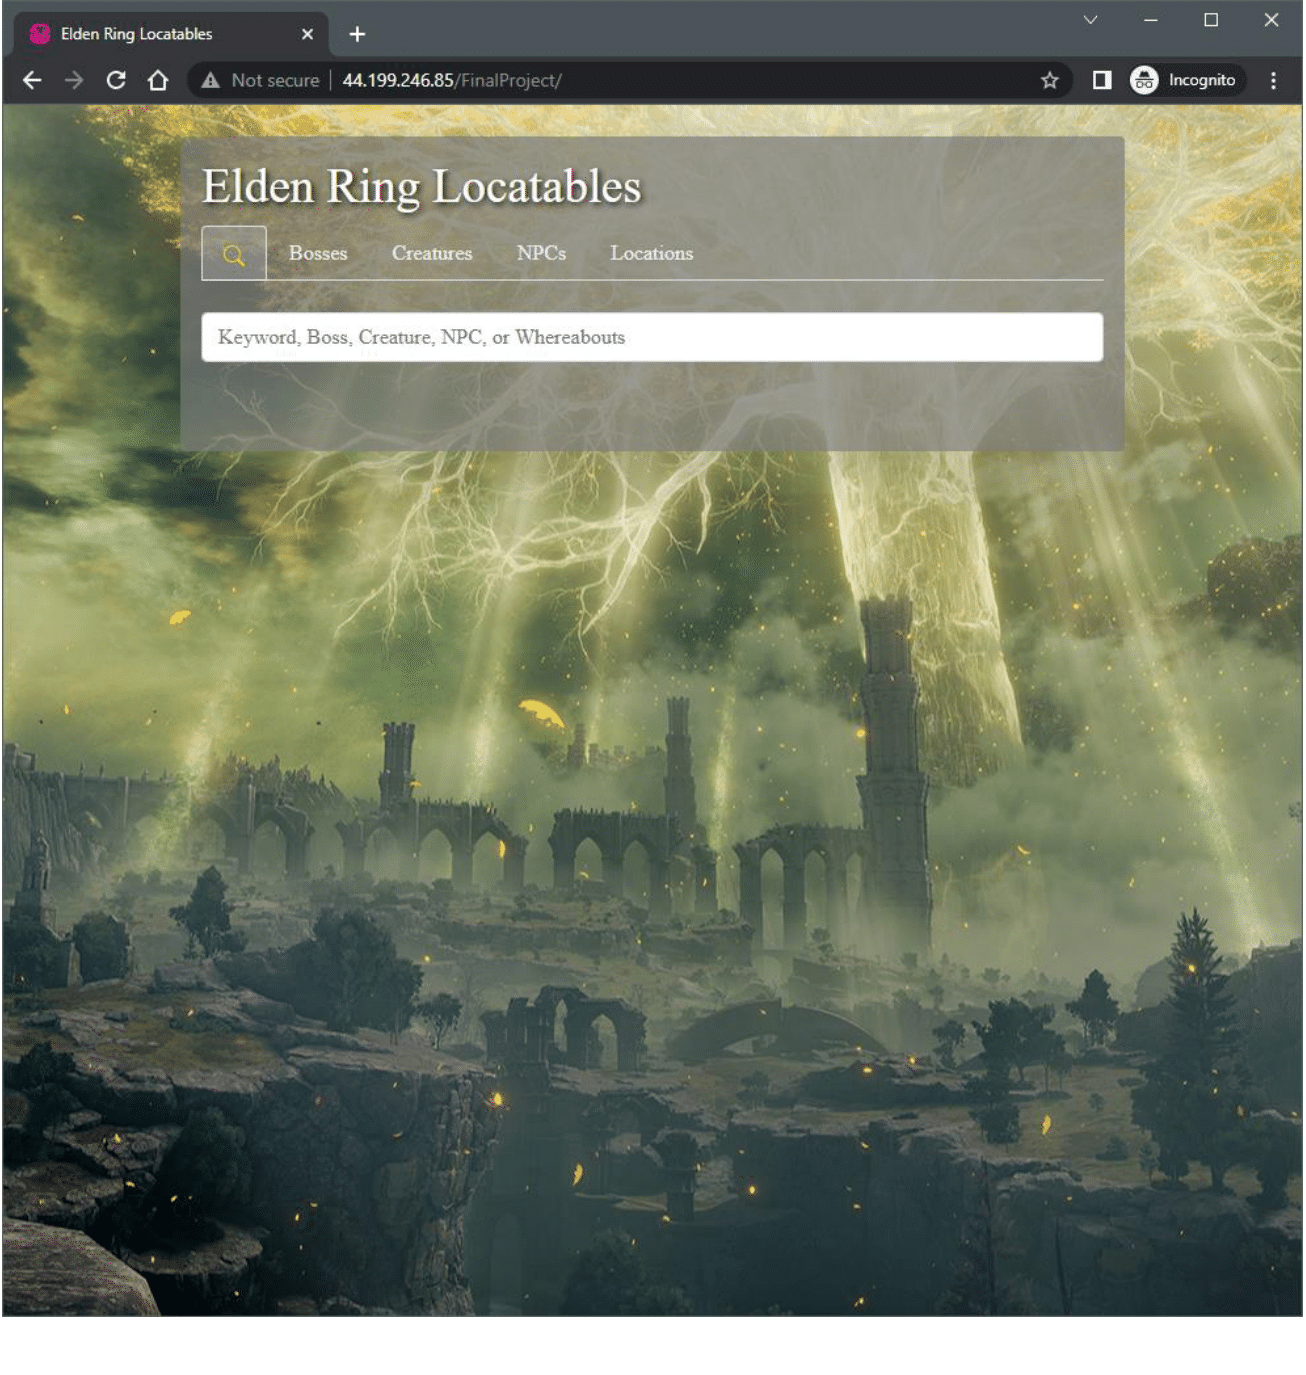 Elden Ring Locatables
Not secure | 44.199.246.85/FinalProject/ Incognito
Elden Ring Locatables
Bosses Creatures NPCs Locations
Keyword, Boss, Creature, NPC, or Whereabouts